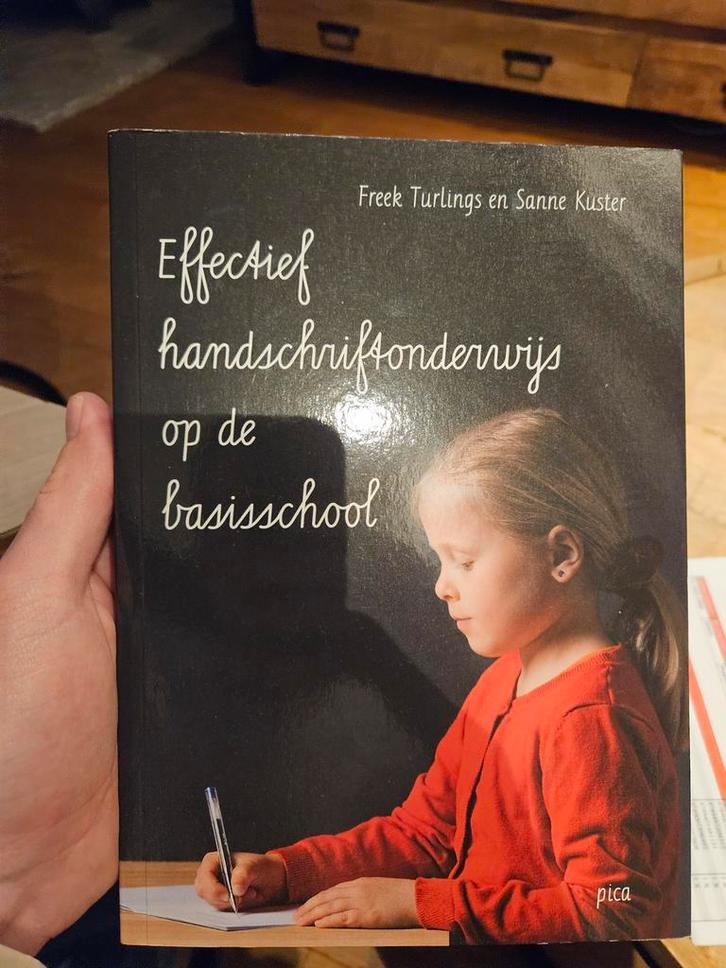 Freek Turlings en Sanne Kuster
Effectief
handschriftonderwijs
op de
basisschool
pica